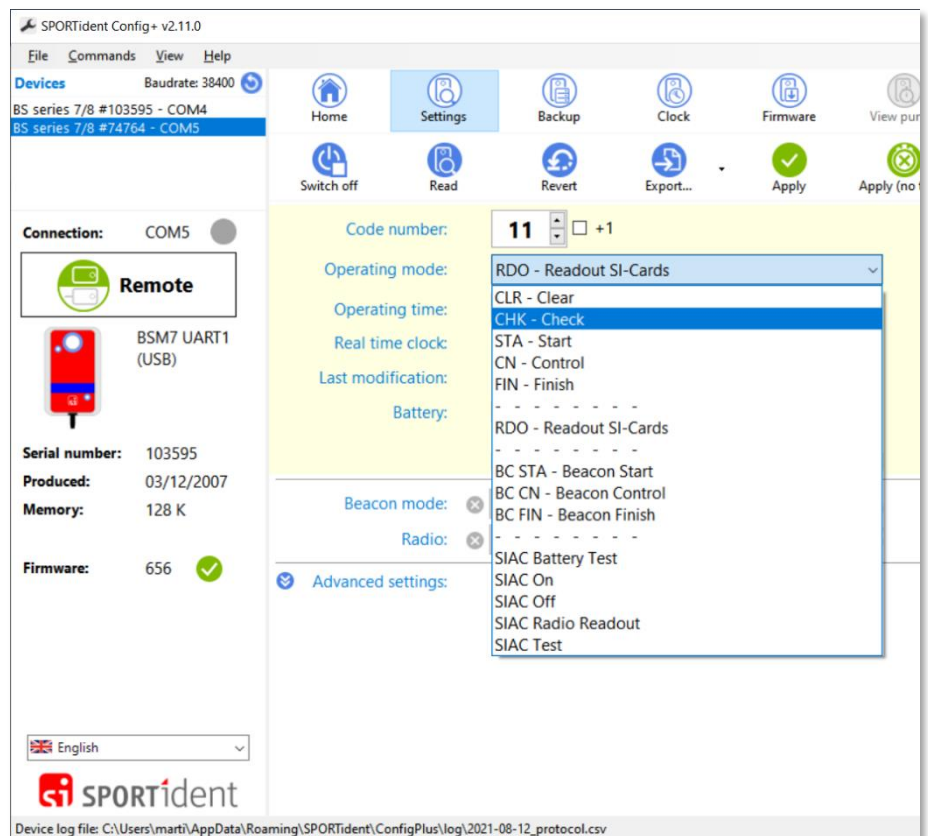 SPORTident Config+ v2.11.0
File Commands View Help
Devices Baudrate: 38400
BS series 7/8 #103595 - COM4
BS series 7/8 #74764 - COM5
Home Settings Backup Clock Firmware View pur
Switch off Read Revert Export... Apply Apply (no
Connection: COM5
Remote
BSM7 UART1
(USB)
Serial number: 103595
Produced: 03/12/2007
Memory: 128 K
Firmware: 656
Code number: 11 +1
Operating mode: RDO - Readout SI-Cards
Operating time:
Real time clock:
Last modification:
Battery:
CLR - Clear
CHK - Check
STA - Start
CN - Control
FIN - Finish
- - - - - - - -
RDO - Readout SI-Cards
- - - - - - - -
BC STA - Beacon Start
BC CN - Beacon Control
BC FIN - Beacon Finish
- - - - - - - -
SIAC Battery Test
SIAC On
SIAC Off
SIAC Radio Readout
SIAC Test
Beacon mode:
Radio:
Advanced settings:
English
si SPORTident
Device log file: C:\Users\marti\AppData\Roaming\SPORTident\ConfigPlus\log\2021-08-12_protocol.csv